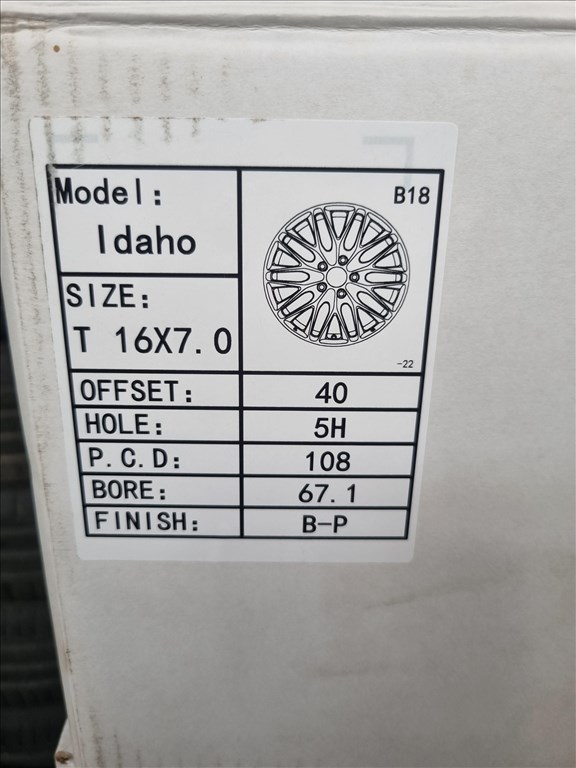 Model:
Idaho
B18
SIZE:
T 16X7.0
-22
OFFSET: 40
HOLE: 5H
P.C.D: 108
BORE: 67.1
FINISH: B-P